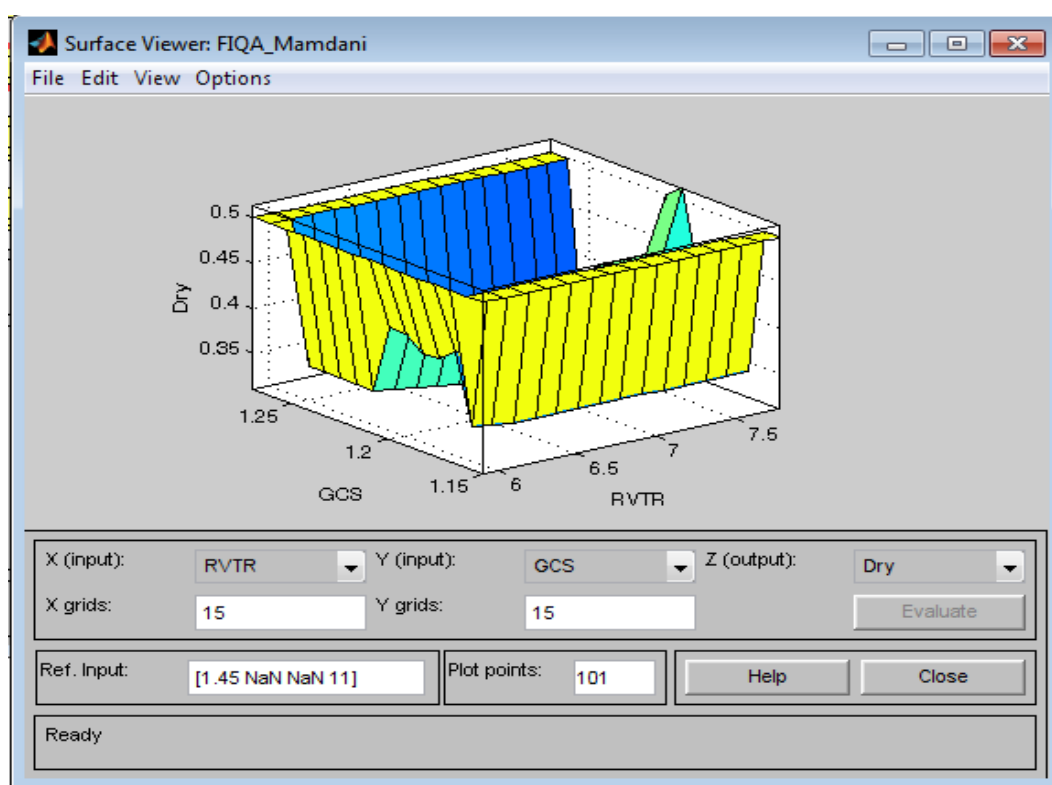 Surface Viewer: FIQA_Mamdani
File Edit View Options
0.5
0.45
0.4
0.35
Dry
1.25
1.2
1.15
GCS
6
6.5
7
7.5
RVTR
X (input): RVTR Y (input): GCS Z (output): Dry
X grids: 15 Y grids: 15 Evaluate
Ref. Input: [1.45 NaN NaN 11] Plot points: 101 Help Close
Ready